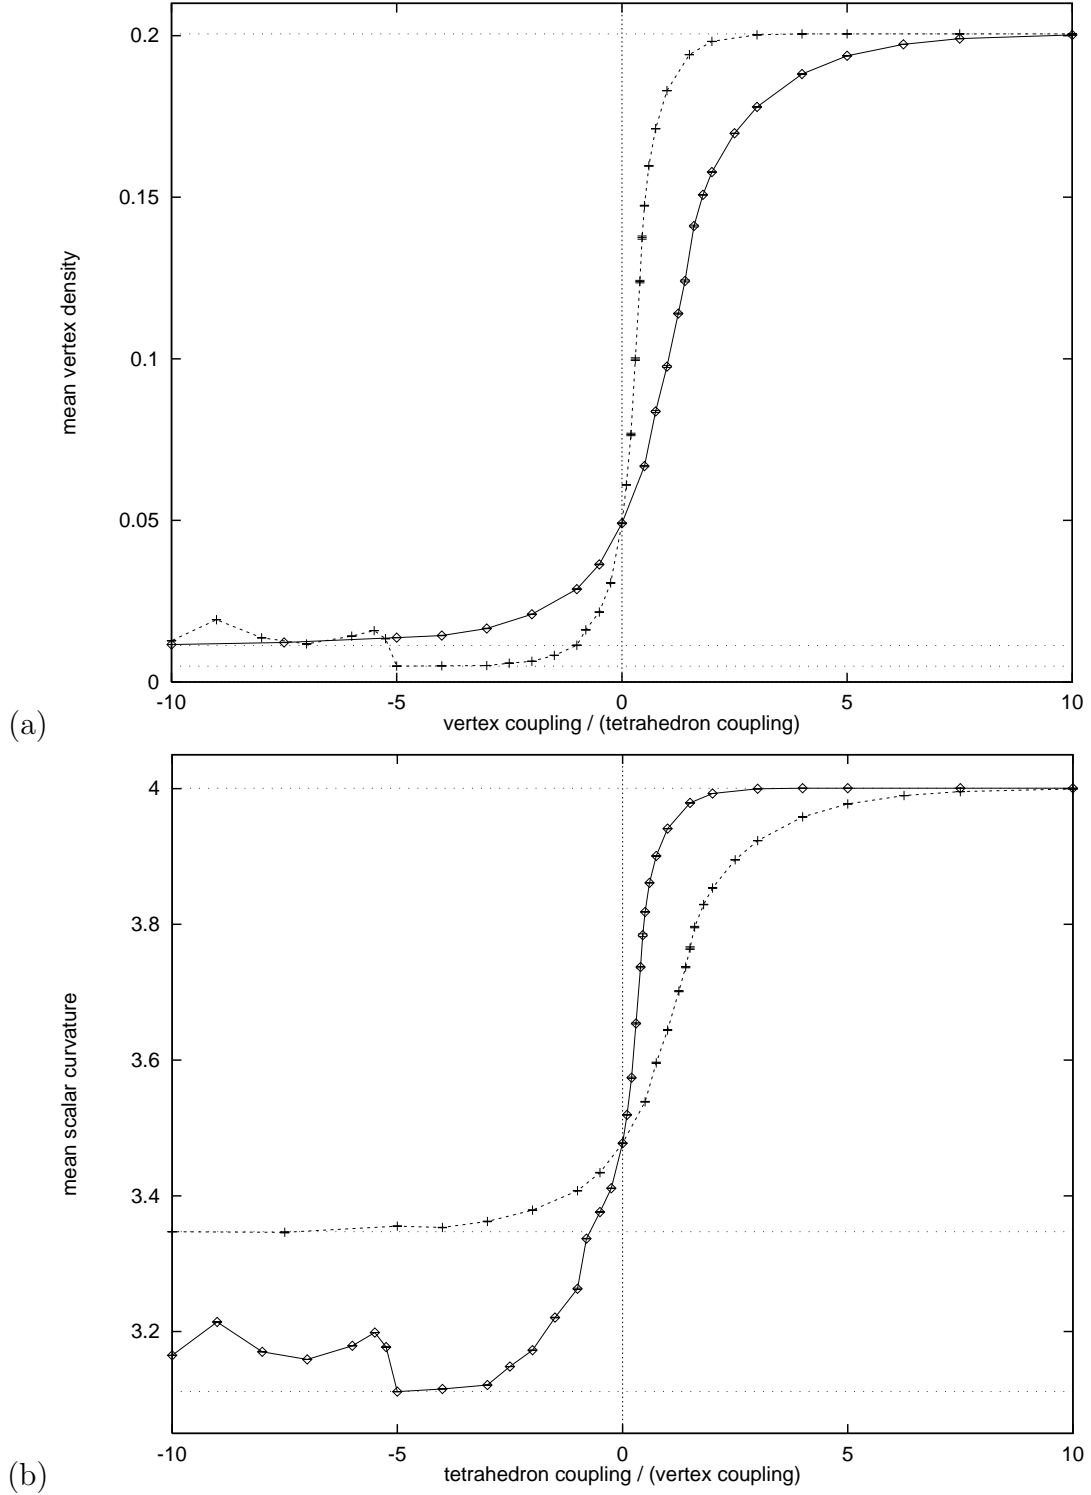 0.2
0.15
0.1
0.05
0
mean vertex density
-10 -5 0 5 10
vertex coupling / (tetrahedron coupling)
(a)
4
3.8
3.6
3.4
3.2
mean scalar curvature
-10 -5 0 5 10
tetrahedron coupling / (vertex coupling)
(b)